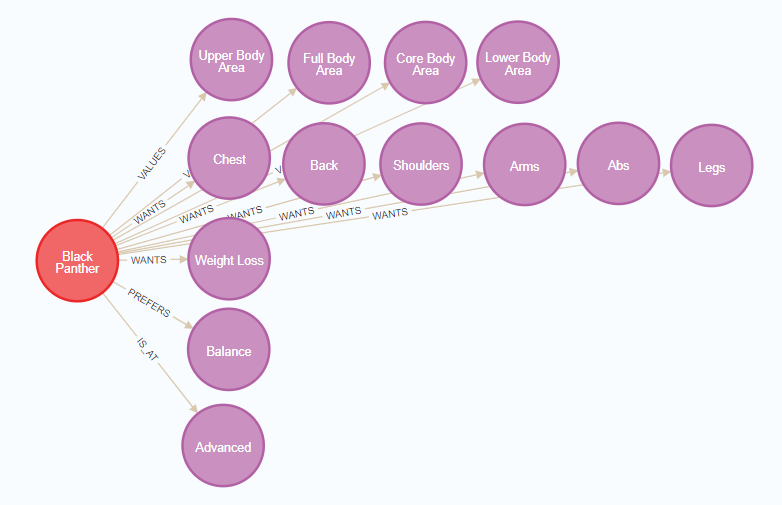 Upper Body
Area
Full Body
Area
Core Body
Area
Lower Body
Area
VALUES
Chest
Back
Shoulders
Arms
Abs
Legs
WANTS
WANTS
WANTS
WANTS
WANTS
WANTS
Black
Panther
WANTS
Weight Loss
PREFERS
Balance
IS_AT
Advanced